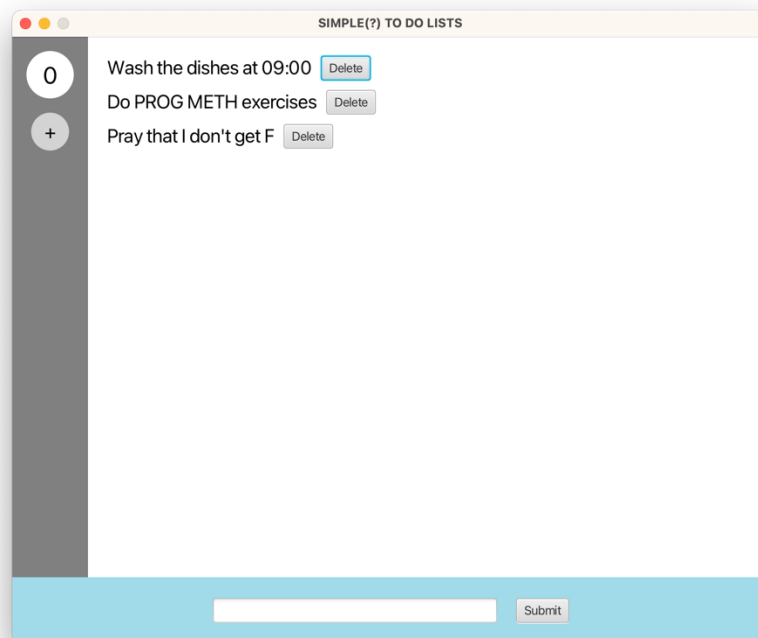 SIMPLE(?) TO DO LISTS
0
+
Wash the dishes at 09:00 Delete
Do PROG METH exercises Delete
Pray that I don't get F Delete
Submit